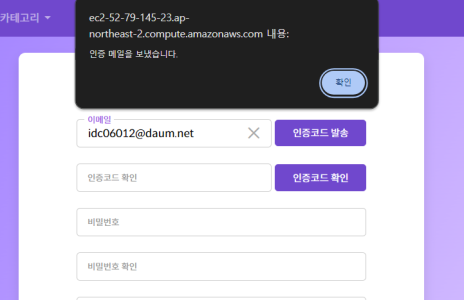 카테고리
ec2-52-79-145-23.ap-
northeast-2.compute.amazonaws.com 내용:
인증 메일을 보냈습니다.
확인
이메일
idc06012@daum.net
인증코드 발송
인증코드 확인
인증코드 확인
비밀번호
비밀번호 확인